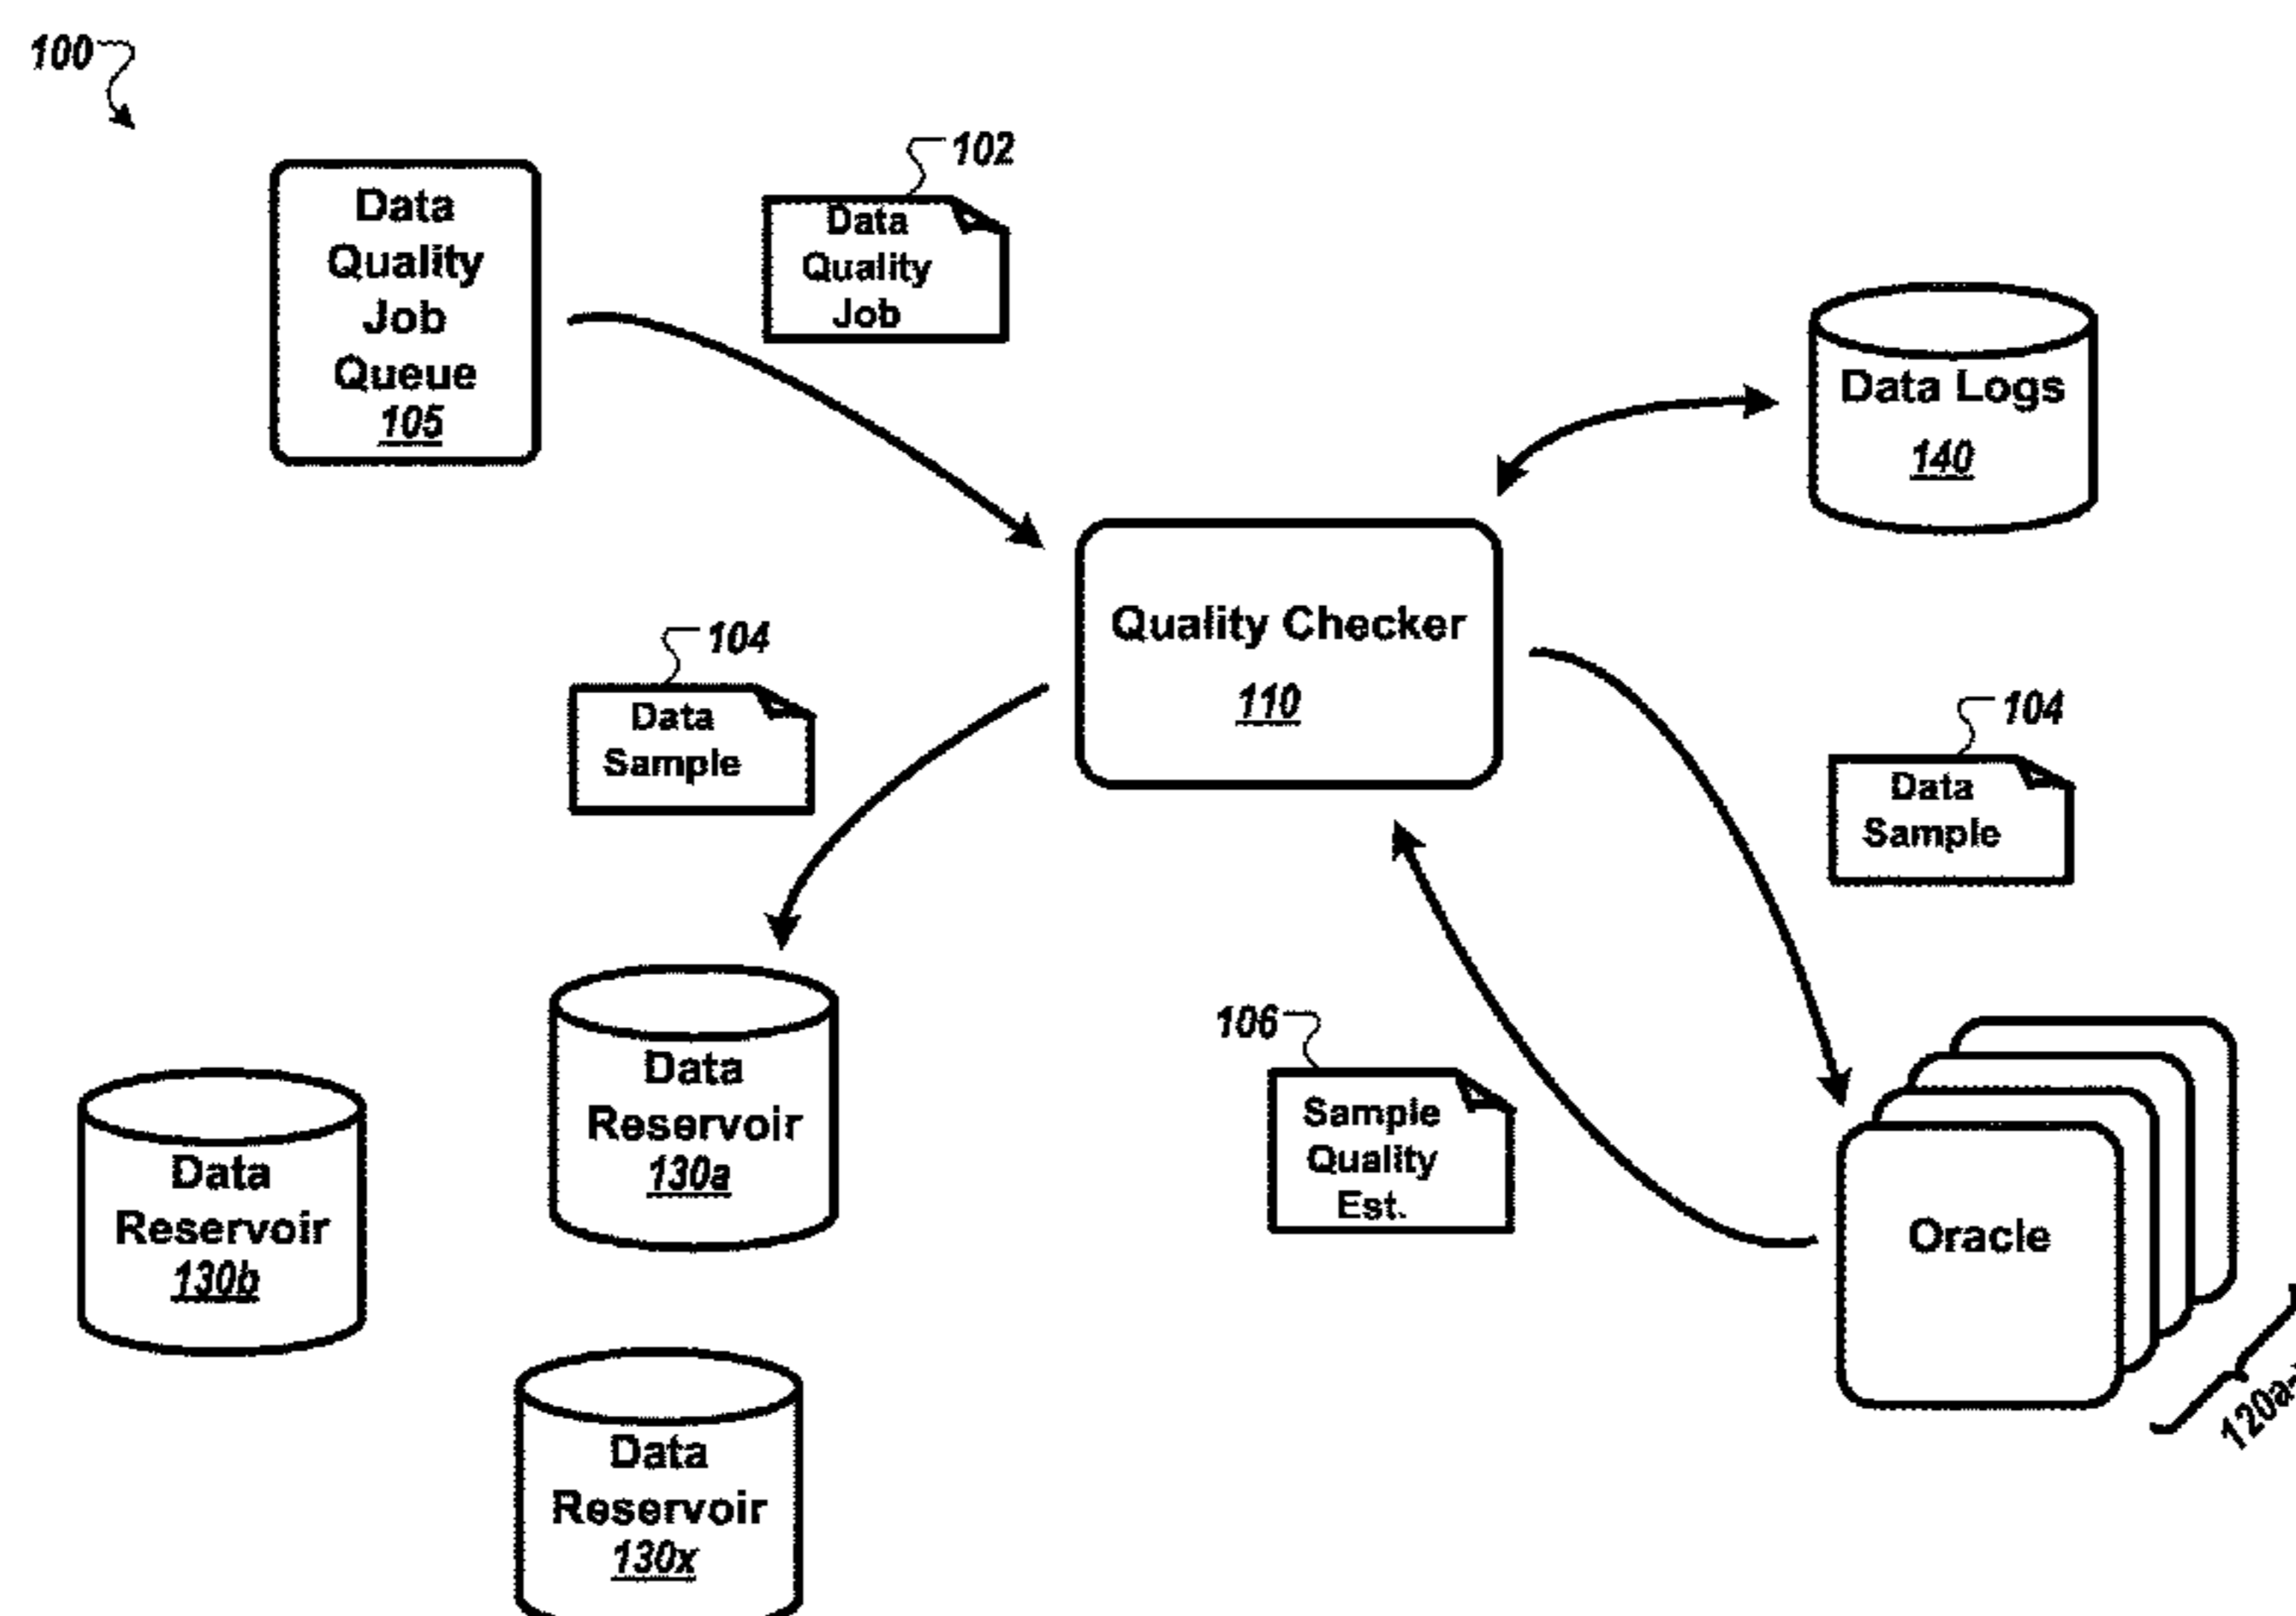 100
102
Data
Quality
Job
Queue
105
Data
Quality
Job
Data Logs
140
Quality Checker
110
104
Data
Sample
104
Data
Sample
106
Sample
Quality
Est.
Data
Reservoir
130a
Data
Reservoir
130b
Oracle
Data
Reservoir
130x